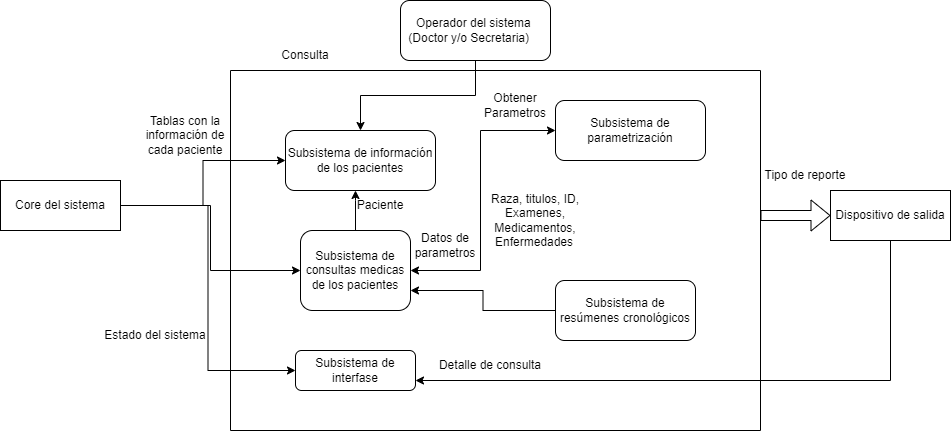 Operador del sistema
(Doctor y/o Secretaria)
Consulta
Obtener
Parametros
Tablas con la
información de
cada paciente
Subsistema de
parametrización
Subsistema de información
de los pacientes
Tipo de reporte
Core del sistema
Paciente
Raza, titulos, ID,
Examenes,
Medicamentos,
Enfermedades
Dispositivo de salida
Datos de
parametros
Subsistema de
consultas medicas
de los pacientes
Subsistema de
resúmenes cronológicos
Estado del sistema
Subsistema de
interfase
Detalle de consulta